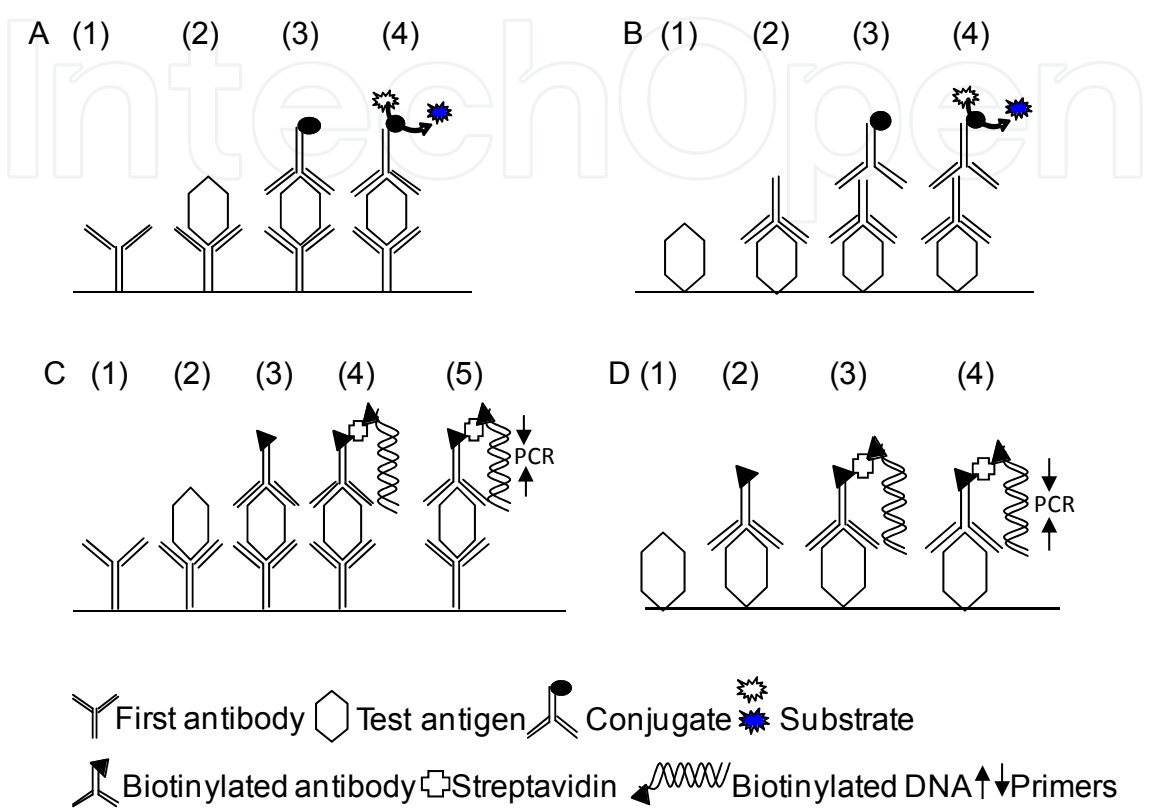 IntechOpen
A (1) (2) (3) (4)
B (1) (2) (3) (4)
C (1) (2) (3) (4) (5)
PCR
D (1) (2) (3) (4)
PCR
First antibody Test antigen Conjugate Substrate
Biotinylated antibody Streptavidin Biotinylated DNA Primers